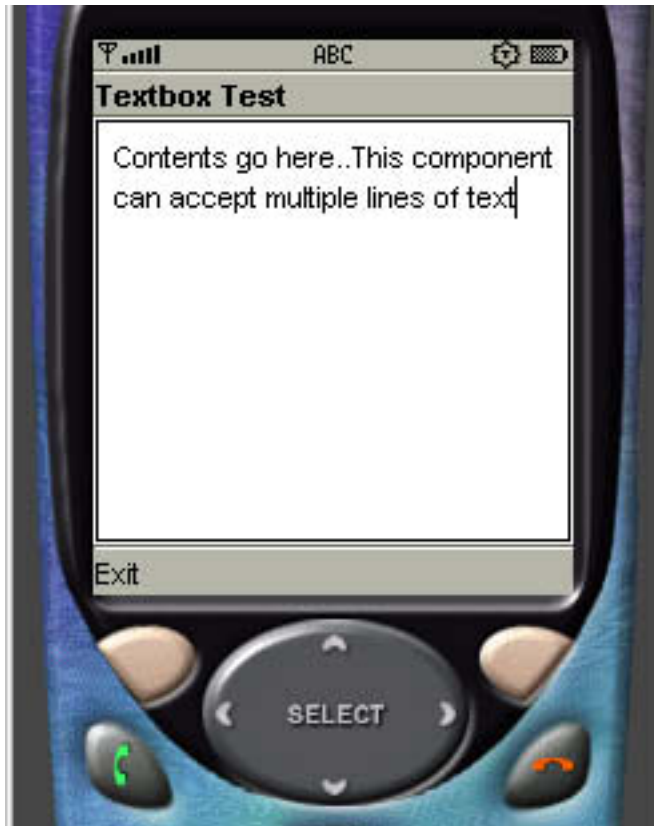 ABC
Textbox Test
Contents go here..This component
can accept multiple lines of text
Exit
SELECT